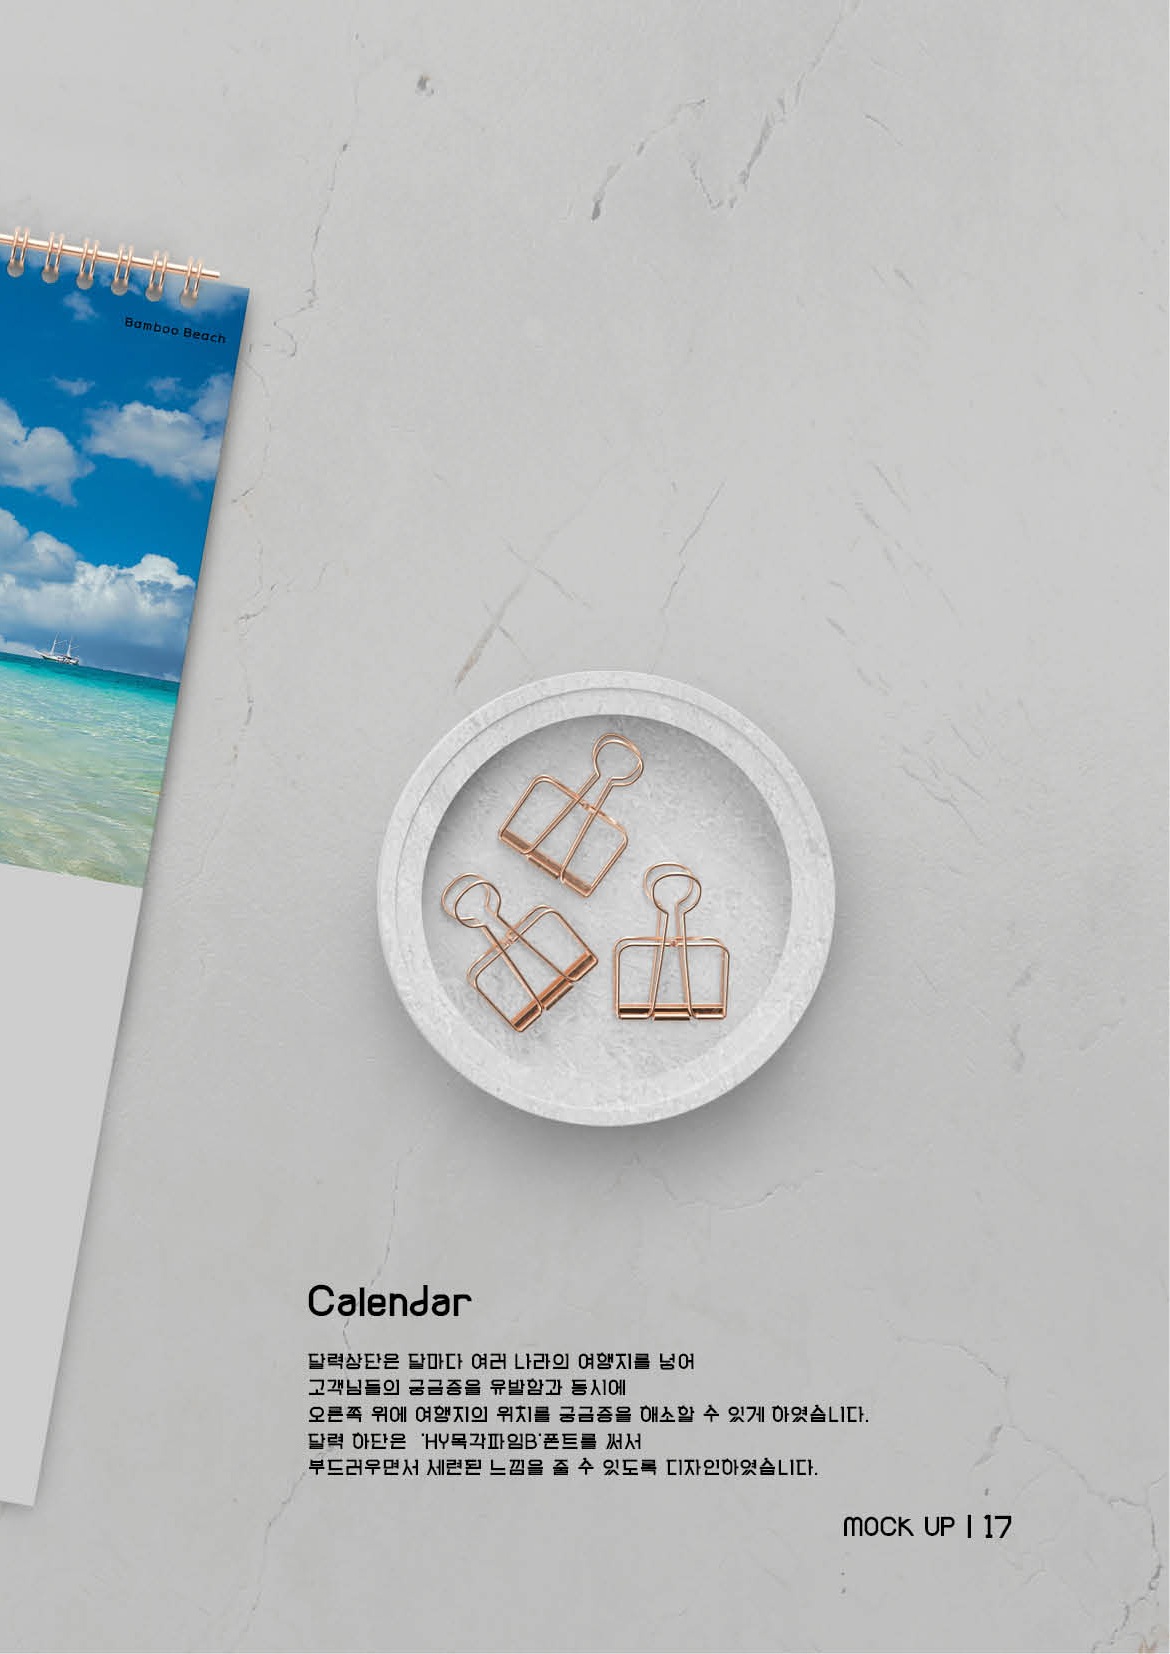 Bamboo Beach
Calendar
달력상단은 달마다 여러 나라의 여행지를 넣어
고객님들의 궁금증을 유발함과 동시에
오른쪽 위에 여행지의 위치를 궁금증을 해소할 수 있게 하였습니다.
달력 하단은 'HY목각파임B'폰트를 써서
부드러우면서 세련된 느낌을 줄 수 있도록 디자인하였습니다.
MOCK UP | 17